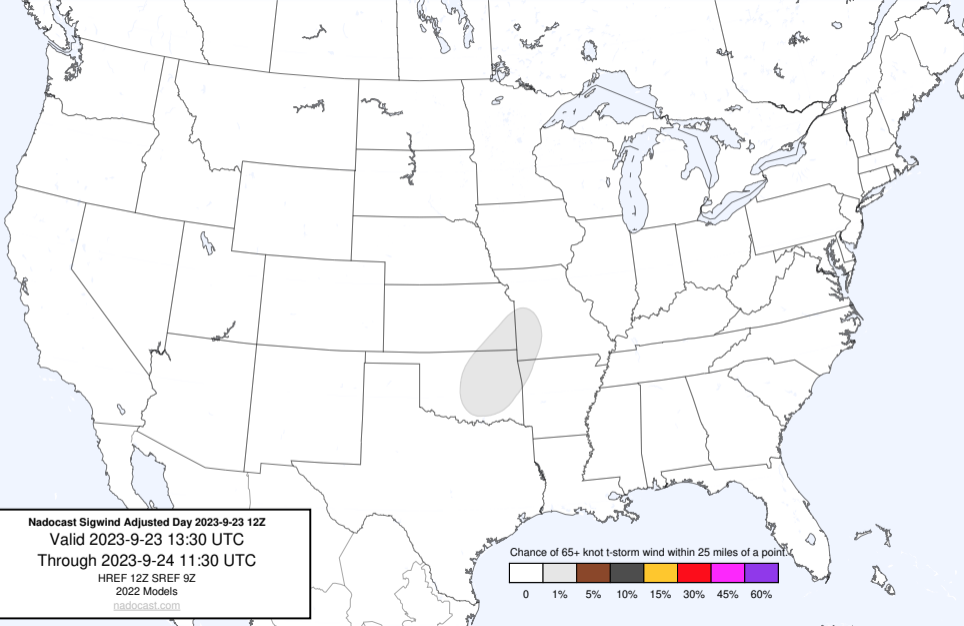 Nadocast Sigwind Adjusted Day 2023-9-23 12Z
Valid 2023-9-23 13:30 UTC
Through 2023-9-24 11:30 UTC
HREF 12Z SREF 9Z
2022 Models
nadocast.com
Chance of 65+ knot t-storm wind within 25 miles of a point.
0 1% 5% 10% 15% 30% 45% 60%